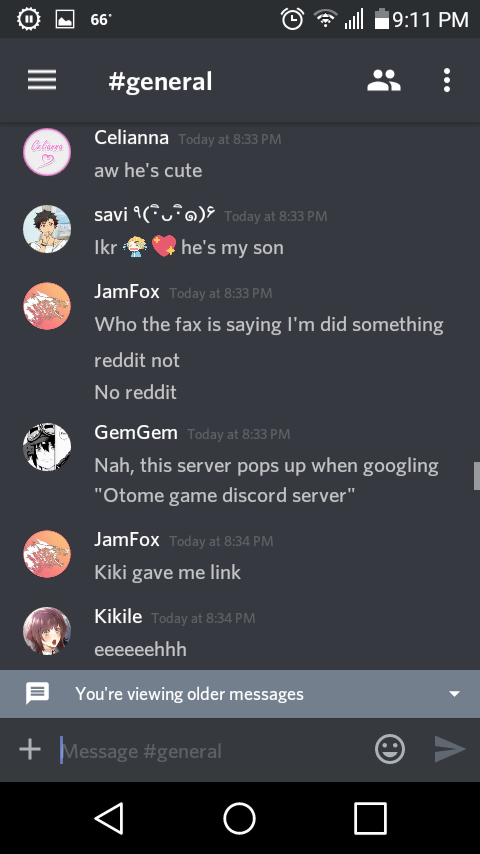 66°
9:11 PM
#general
Celianna Today at 8:33 PM
Celianna
aw he's cute
savi ٩(･ิᴗ･ิ๑)۶ Today at 8:33 PM
Ikr 😭💖 he's my son
JamFox Today at 8:33 PM
Who the fax is saying I'm did something
reddit not
No reddit
GemGem Today at 8:33 PM
Nah, this server pops up when googling
"Otome game discord server"
JamFox Today at 8:34 PM
Kiki gave me link
Kikile Today at 8:34 PM
eeeeeehhh
You're viewing older messages
Message #general